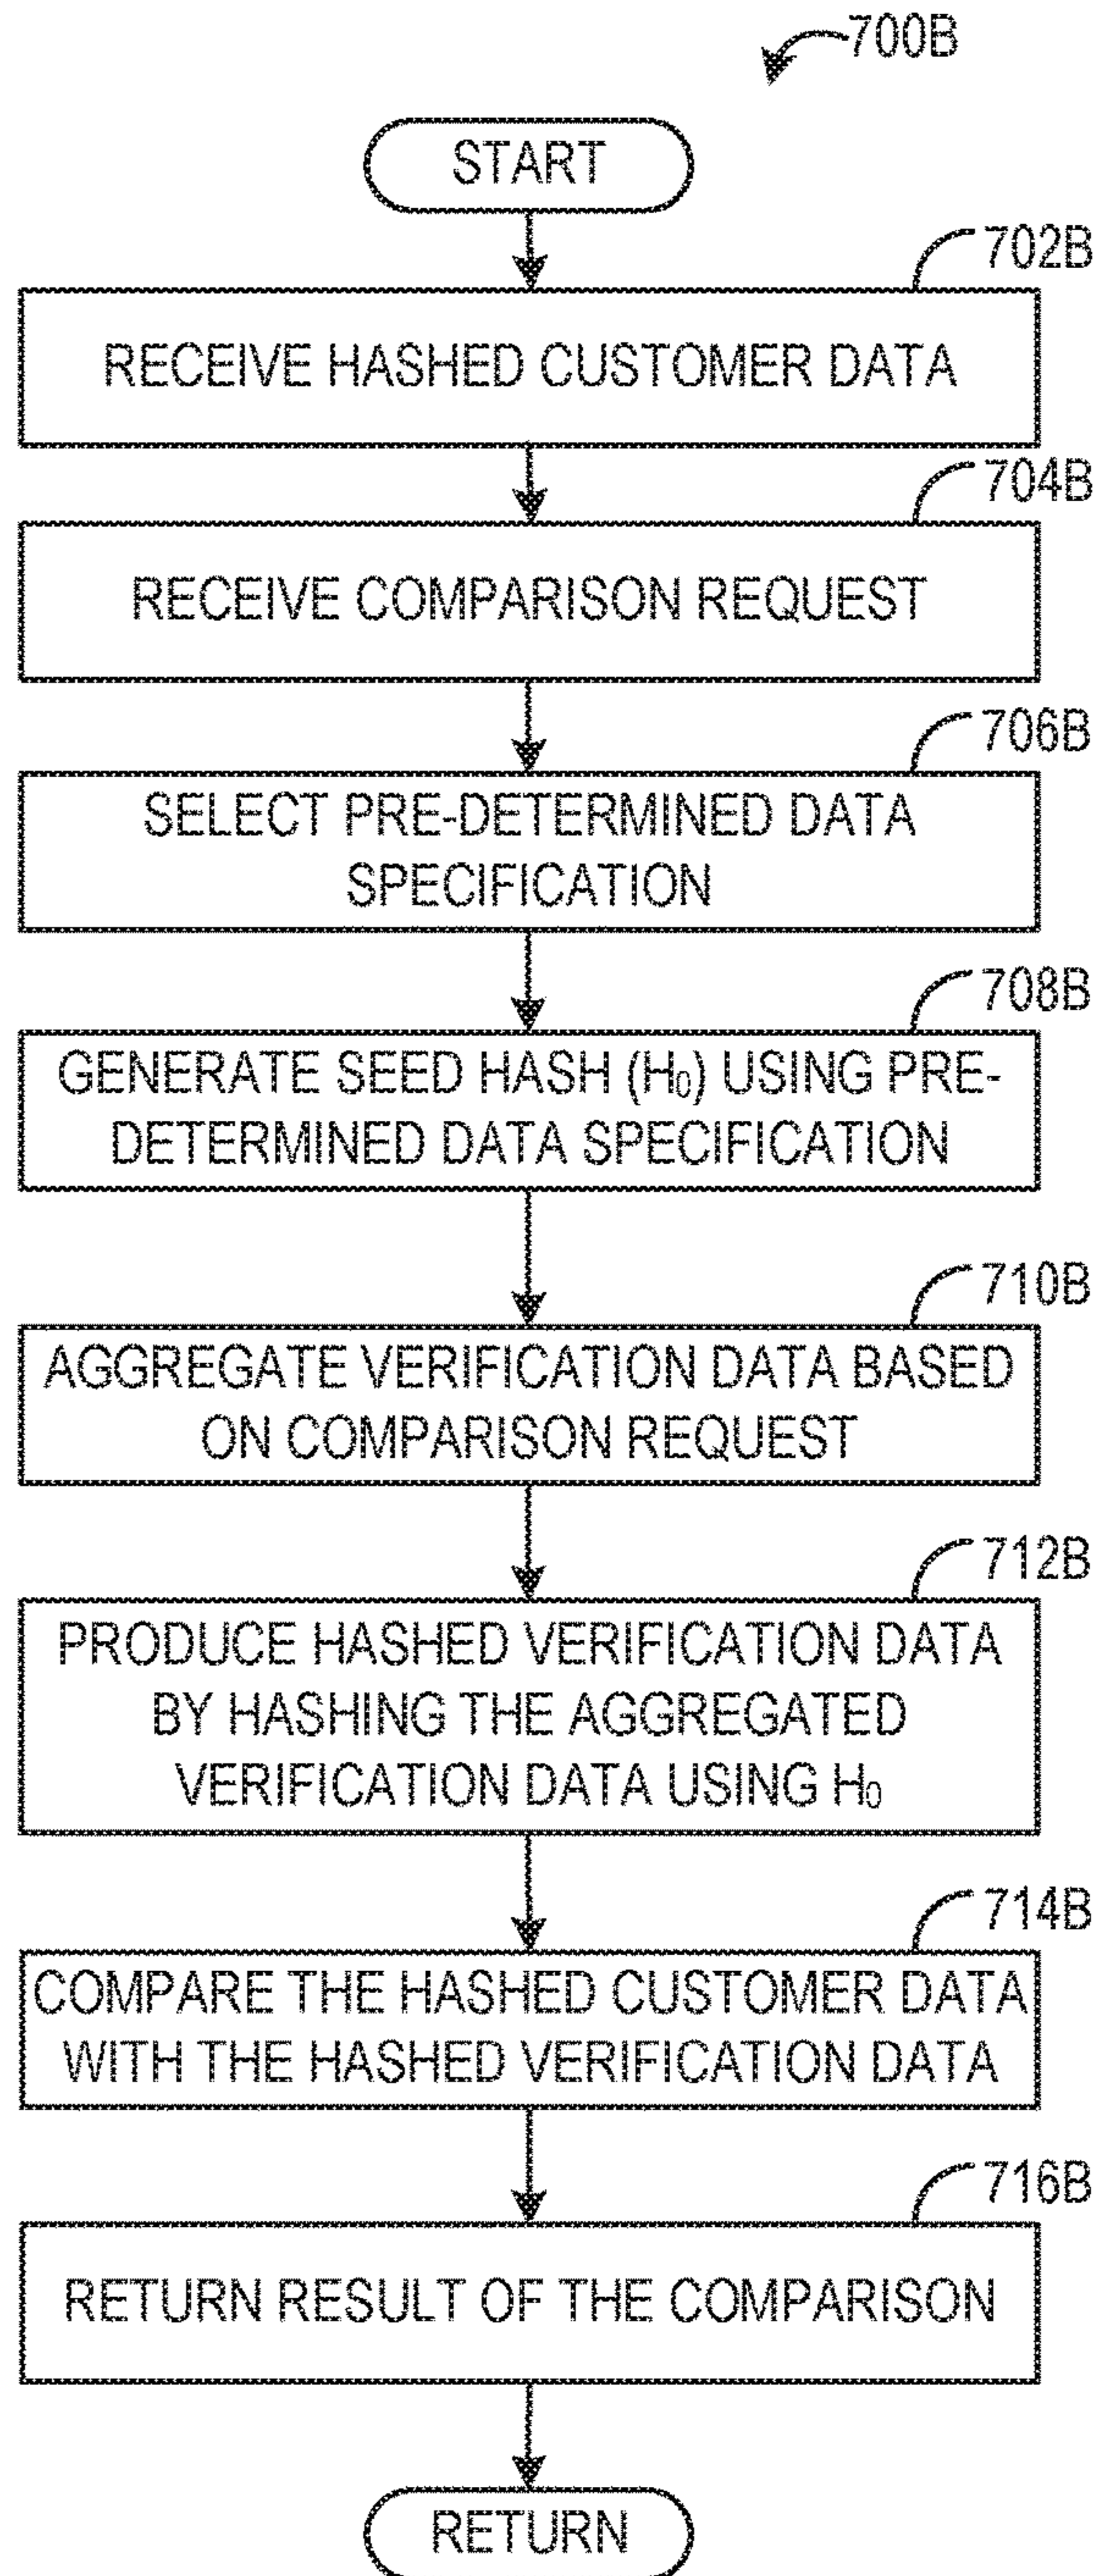 700B
START
702B
RECEIVE HASHED CUSTOMER DATA
704B
RECEIVE COMPARISON REQUEST
706B
SELECT PRE-DETERMINED DATA
SPECIFICATION
708B
GENERATE SEED HASH (H₀) USING PRE-
DETERMINED DATA SPECIFICATION
710B
AGGREGATE VERIFICATION DATA BASED
ON COMPARISON REQUEST
712B
PRODUCE HASHED VERIFICATION DATA
BY HASHING THE AGGREGATED
VERIFICATION DATA USING H₀
714B
COMPARE THE HASHED CUSTOMER DATA
WITH THE HASHED VERIFICATION DATA
716B
RETURN RESULT OF THE COMPARISON
RETURN